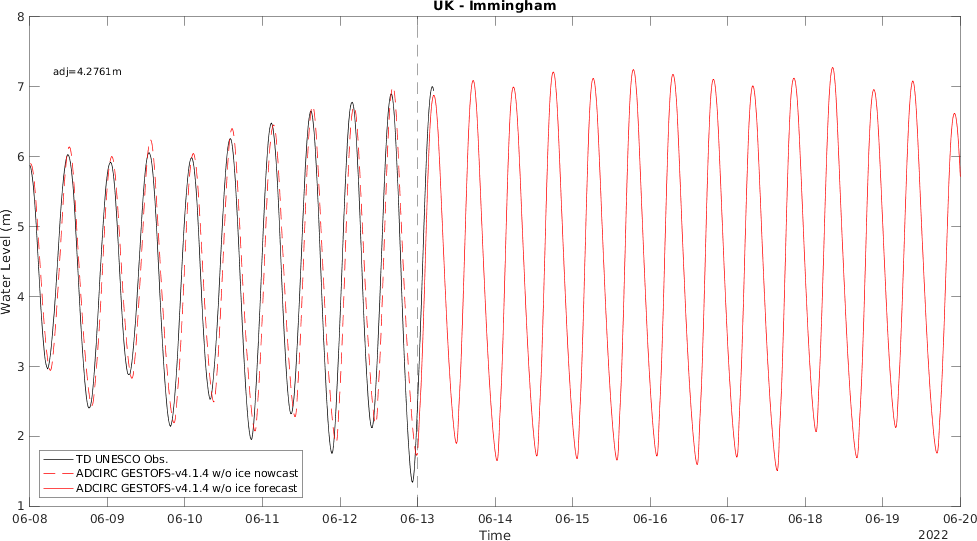 UK - Immingham
8
adj=4.2761m
7
6
5
4
3
2
1
Water Level (m)
TD UNESCO Obs.
ADCIRC GESTOFS-v4.1.4 w/o ice nowcast
ADCIRC GESTOFS-v4.1.4 w/o ice forecast
06-08 06-09 06-10 06-11 06-12 06-13 06-14 06-15 06-16 06-17 06-18 06-19 06-20
Time
2022